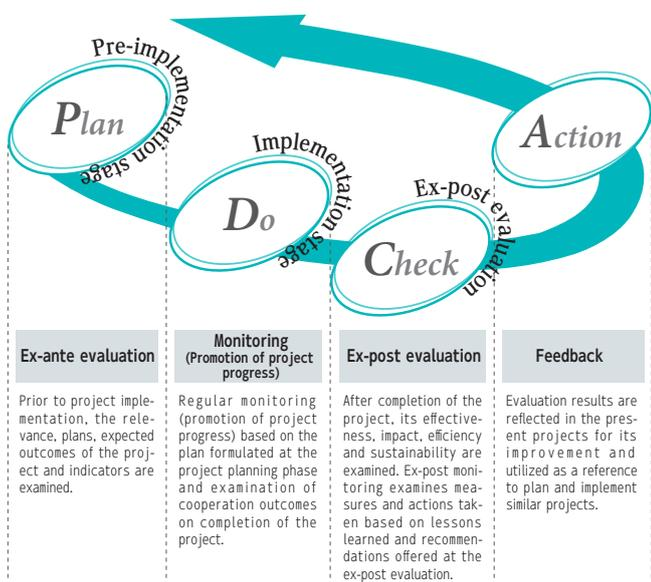 Pre-implementation stage
Plan
Implementation stage
Do
Ex-post evaluation
Check
Action
Ex-ante evaluation
Prior to project imple-
mentation, the rele-
vance, plans, expected
outcomes of the proj-
ect and indicators are
examined.
Monitoring
(Promotion of project
progress)
Regular monitoring
(promotion of project
progress) based on the
plan formulated at the
project planning phase
and examination of
cooperation outcomes
on completion of the
project.
Ex-post evaluation
After completion of the
project, its effective-
ness, impact, efficiency
and sustainability are
examined. Ex-post moni-
toring examines mea-
sures and actions tak-
en based on lessons
learned and recommen-
dations offered at the
ex-post evaluation.
Feedback
Evaluation results are
reflected in the pres-
ent projects for its
improvement and
utilized as a reference
to plan and implement
similar projects.